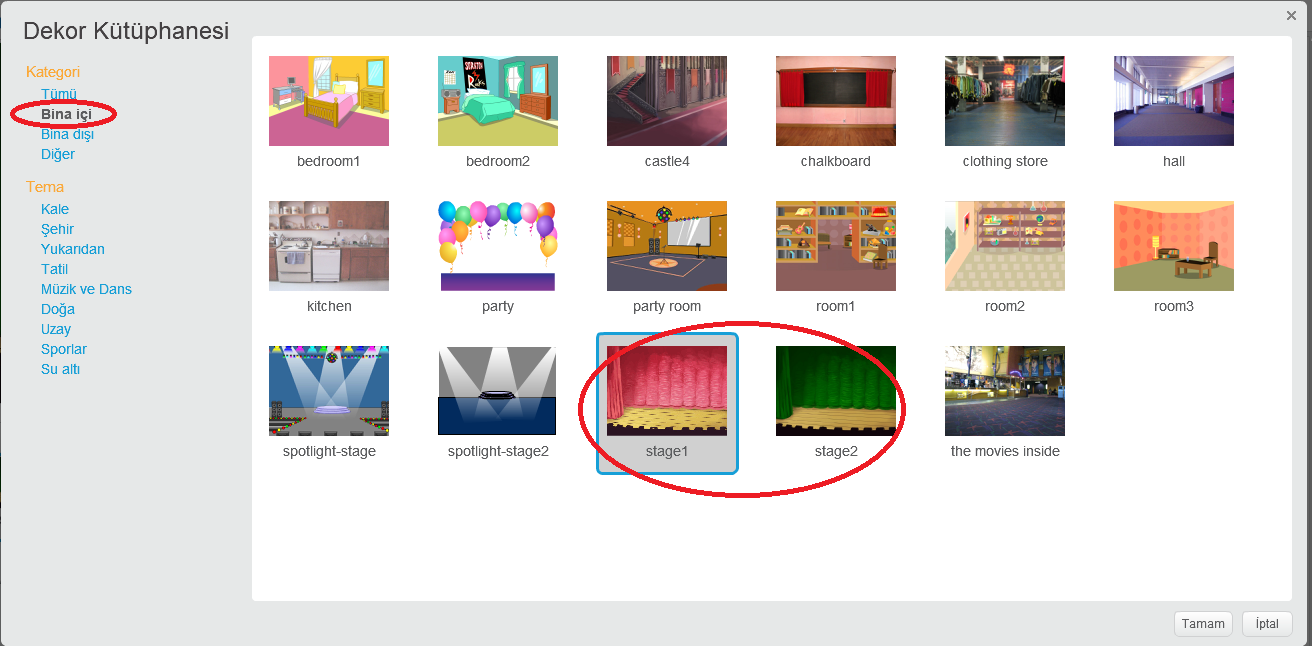 Dekor Kütüphanesi
Kategori
Tümü
Bina içi
Bina dışı
Diğer
Tema
Kale
Şehir
Yukarıdan
Tatil
Müzik ve Dans
Doğa
Uzay
Sporlar
Su altı
bedroom1 bedroom2 castle4 chalkboard clothing store hall
kitchen party party room room1 room2 room3
spotlight-stage spotlight-stage2 stage1 stage2 the movies inside
Tamam İptal